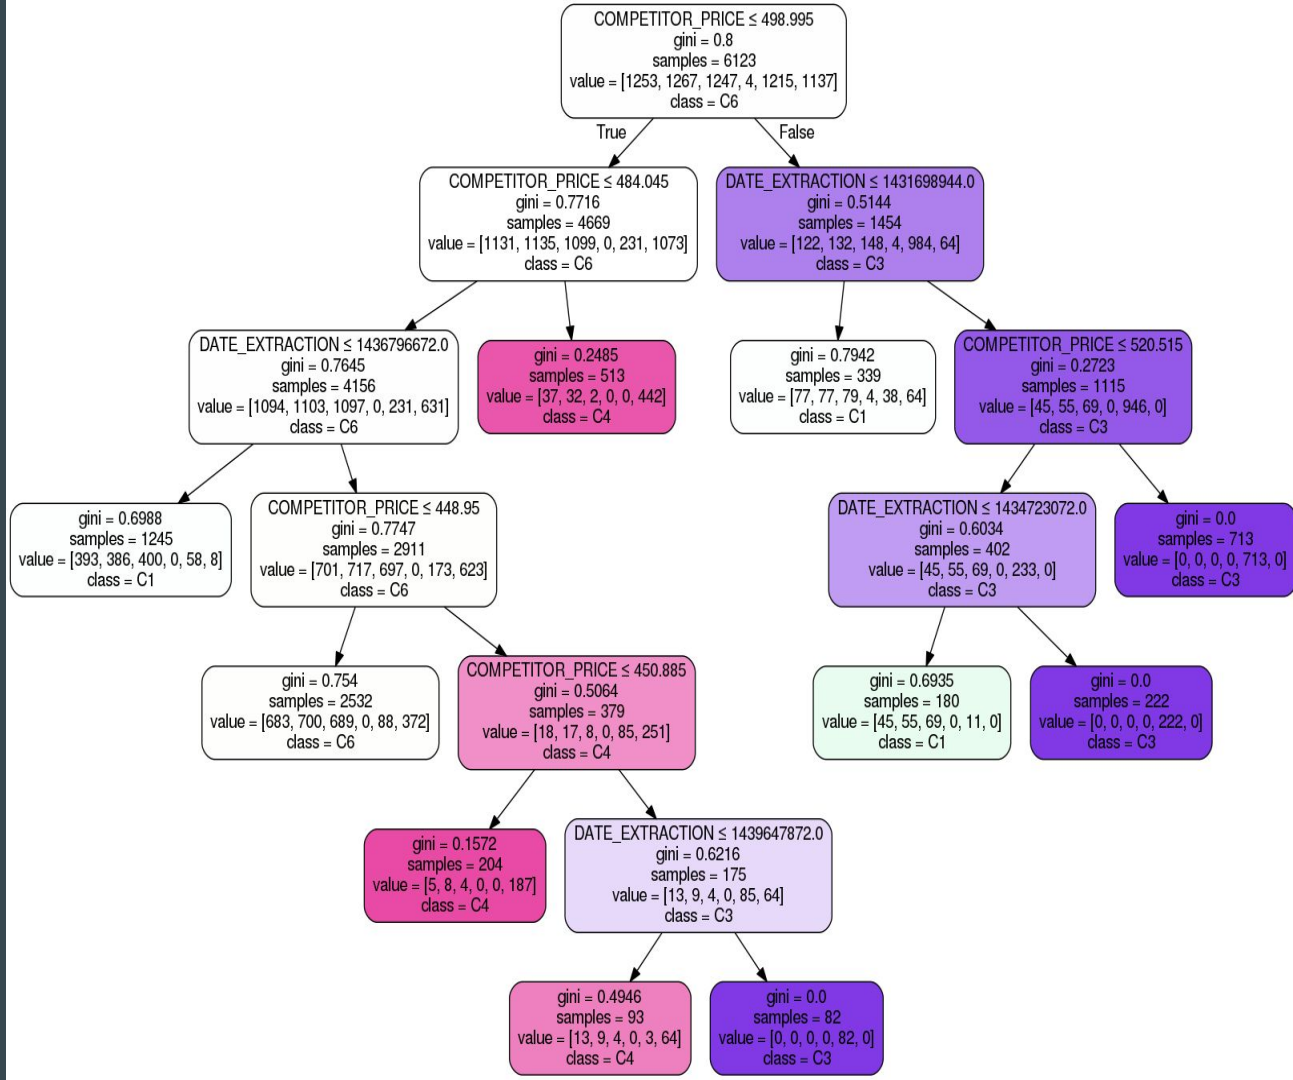 COMPETITOR_PRICE ≤ 498.995
gini = 0.8
samples = 6123
value = [1253, 1267, 1247, 4, 1215, 1137]
class = C6
True
False
COMPETITOR_PRICE ≤ 484.045
gini = 0.7716
samples = 4669
value = [1131, 1135, 1099, 0, 231, 1073]
class = C6
DATE_EXTRACTION ≤ 1431698944.0
gini = 0.5144
samples = 1454
value = [122, 132, 148, 4, 984, 64]
class = C3
DATE_EXTRACTION ≤ 1436796672.0
gini = 0.7645
samples = 4156
value = [1094, 1103, 1097, 0, 231, 631]
class = C6
gini = 0.2485
samples = 513
value = [37, 32, 2, 0, 0, 442]
class = C4
gini = 0.7942
samples = 339
value = [77, 77, 79, 4, 38, 64]
class = C1
COMPETITOR_PRICE ≤ 520.515
gini = 0.2723
samples = 1115
value = [45, 55, 69, 0, 946, 0]
class = C3
gini = 0.6988
samples = 1245
value = [393, 386, 400, 0, 58, 8]
class = C1
COMPETITOR_PRICE ≤ 448.95
gini = 0.7747
samples = 2911
value = [701, 717, 697, 0, 173, 623]
class = C6
DATE_EXTRACTION ≤ 1434723072.0
gini = 0.6034
samples = 402
value = [45, 55, 69, 0, 233, 0]
class = C3
gini = 0.0
samples = 713
value = [0, 0, 0, 0, 713, 0]
class = C3
gini = 0.754
samples = 2532
value = [683, 700, 689, 0, 88, 372]
class = C6
COMPETITOR_PRICE ≤ 450.885
gini = 0.5064
samples = 379
value = [18, 17, 8, 0, 85, 251]
class = C4
gini = 0.6935
samples = 180
value = [45, 55, 69, 0, 11, 0]
class = C1
gini = 0.0
samples = 222
value = [0, 0, 0, 0, 222, 0]
class = C3
gini = 0.1572
samples = 204
value = [5, 8, 4, 0, 0, 187]
class = C4
DATE_EXTRACTION ≤ 1439647872.0
gini = 0.6216
samples = 175
value = [13, 9, 4, 0, 85, 64]
class = C3
gini = 0.4946
samples = 93
value = [13, 9, 4, 0, 3, 64]
class = C4
gini = 0.0
samples = 82
value = [0, 0, 0, 0, 82, 0]
class = C3